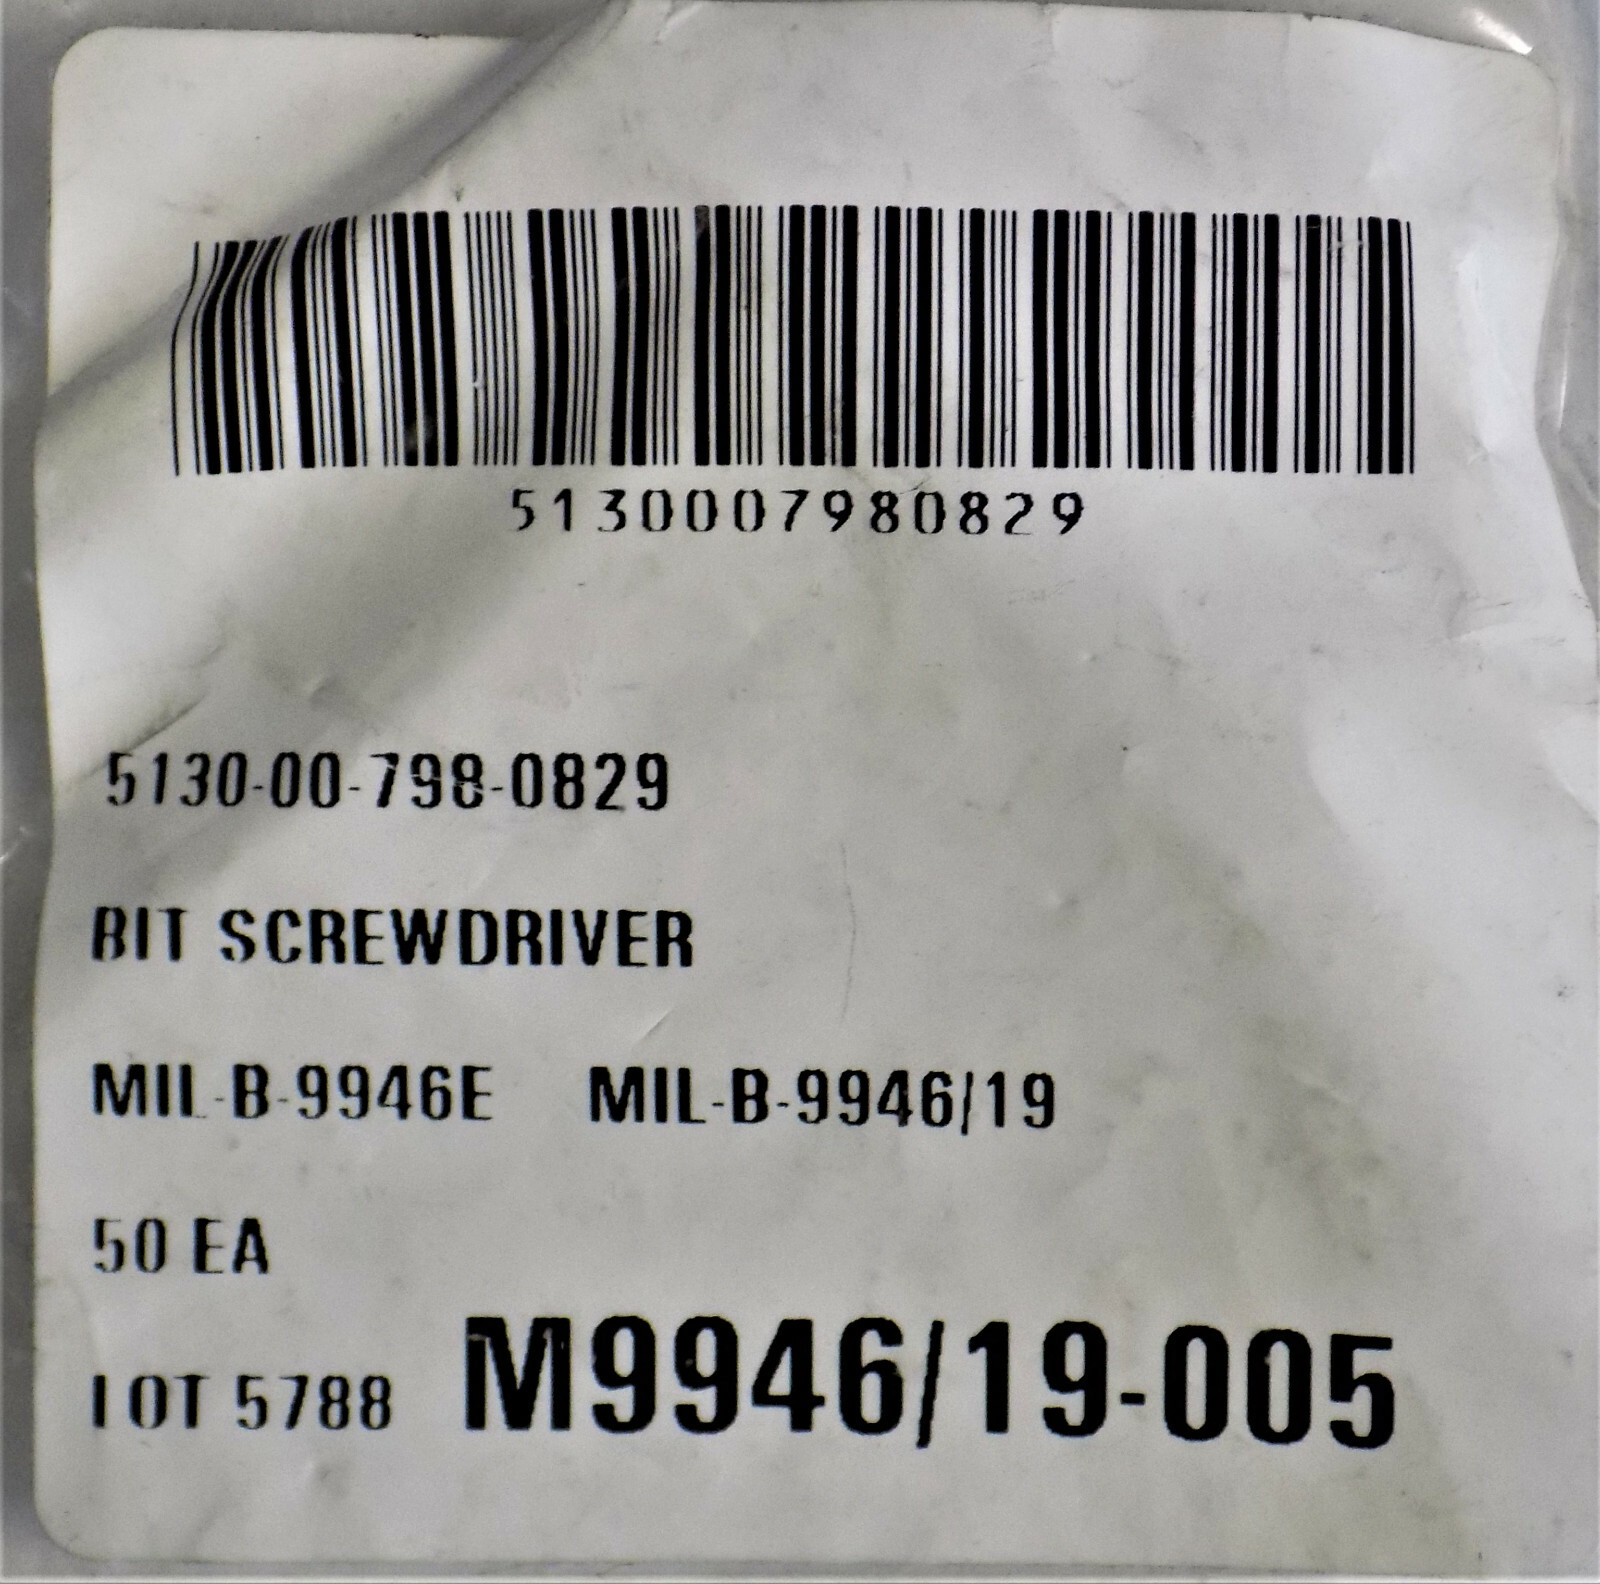 5130007980829
5130-00-798-0829
BIT SCREWDRIVER
MIL-B-9946E MIL-B-9946/19
50 EA
LOT 5788 M9946/19-005